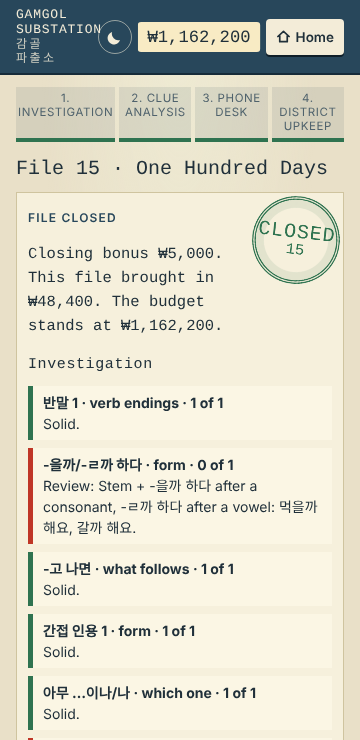 GAMGOL
SUBSTATION
감골
파출소
₩1,162,200
Home
1.
INVESTIGATION
2. CLUE
ANALYSIS
3. PHONE
DESK
4.
DISTRICT
UPKEEP
File 15 · One Hundred Days
FILE CLOSED
CLOSED
15
Closing bonus ₩5,000.
This file brought in
₩48,400. The budget
stands at ₩1,162,200.
Investigation
반말 1 · verb endings · 1 of 1
Solid.
-을까/-ㄹ까 하다 · form · 0 of 1
Review: Stem + -을까 하다 after a
consonant, -ㄹ까 하다 after a vowel: 먹을까
해요, 갈까 해요.
-고 나면 · what follows · 1 of 1
Solid.
간접 인용 1 · form · 1 of 1
Solid.
아무 …이나/나 · which one · 1 of 1
Solid.